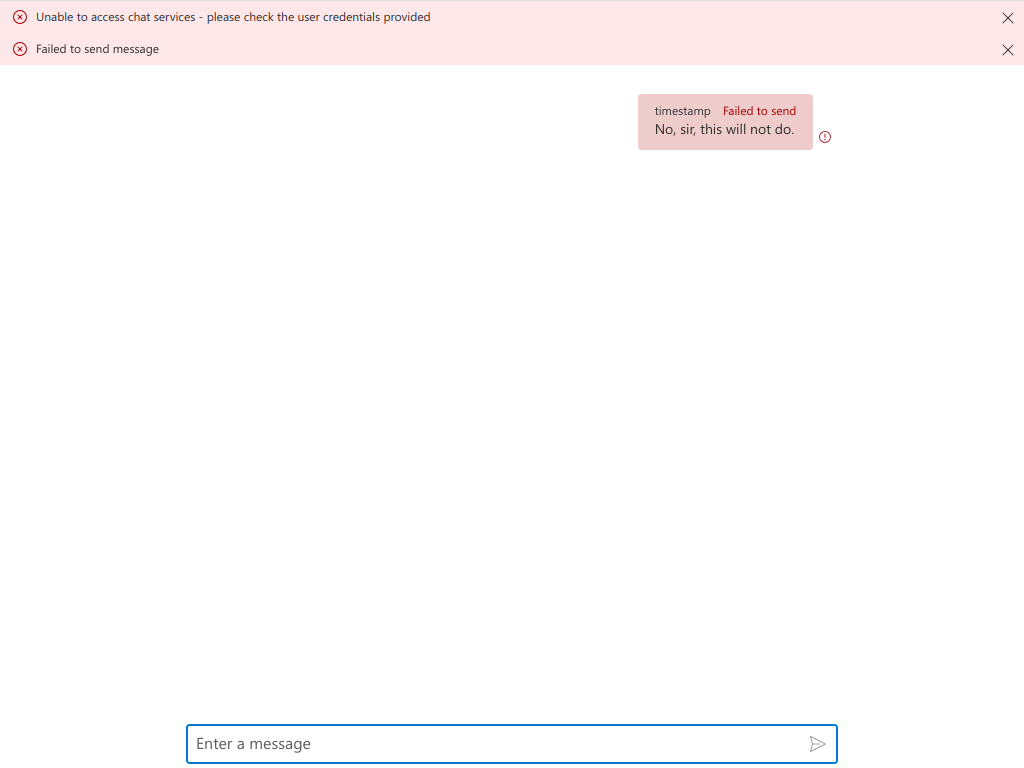 Unable to access chat services - please check the user credentials provided
Failed to send message
timestamp Failed to send
No, sir, this will not do.
Enter a message